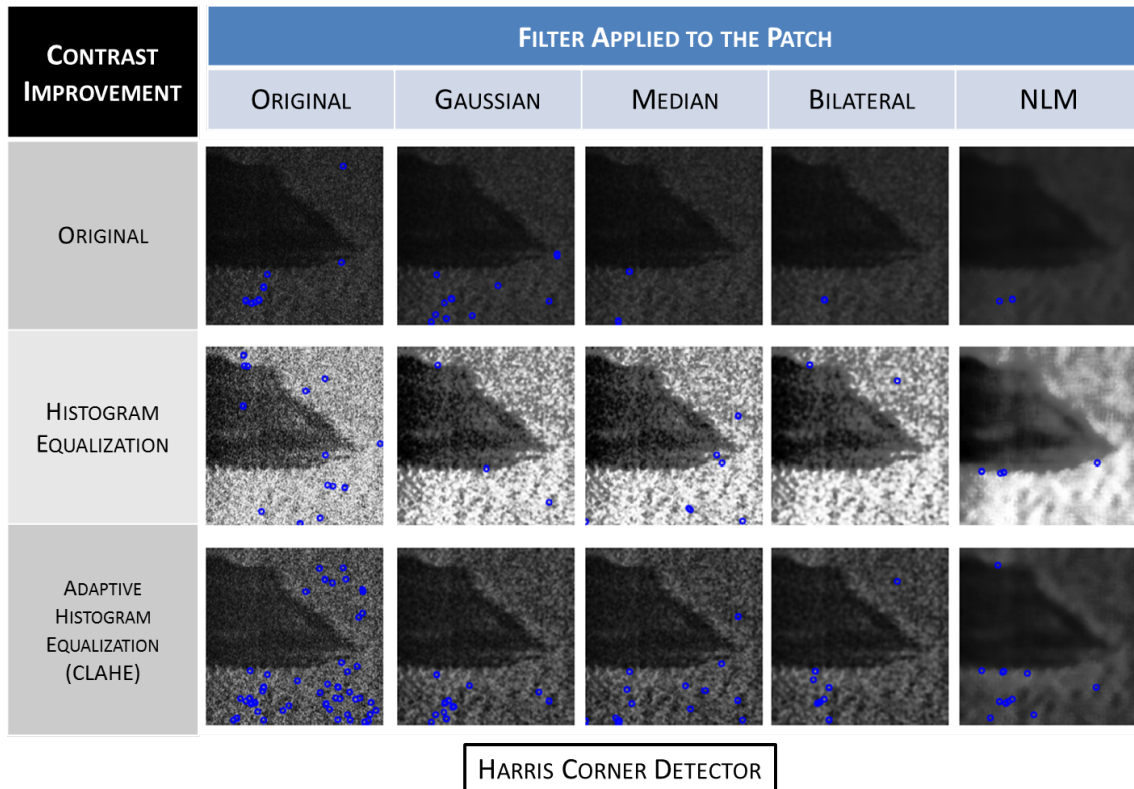 CONTRAST
IMPROVEMENT
FILTER APPLIED TO THE PATCH
ORIGINAL
GAUSSIAN
MEDIAN
BILATERAL
NLM
ORIGINAL
HISTOGRAM
EQUALIZATION
ADAPTIVE
HISTOGRAM
EQUALIZATION
(CLAHE)
HARRIS CORNER DETECTOR